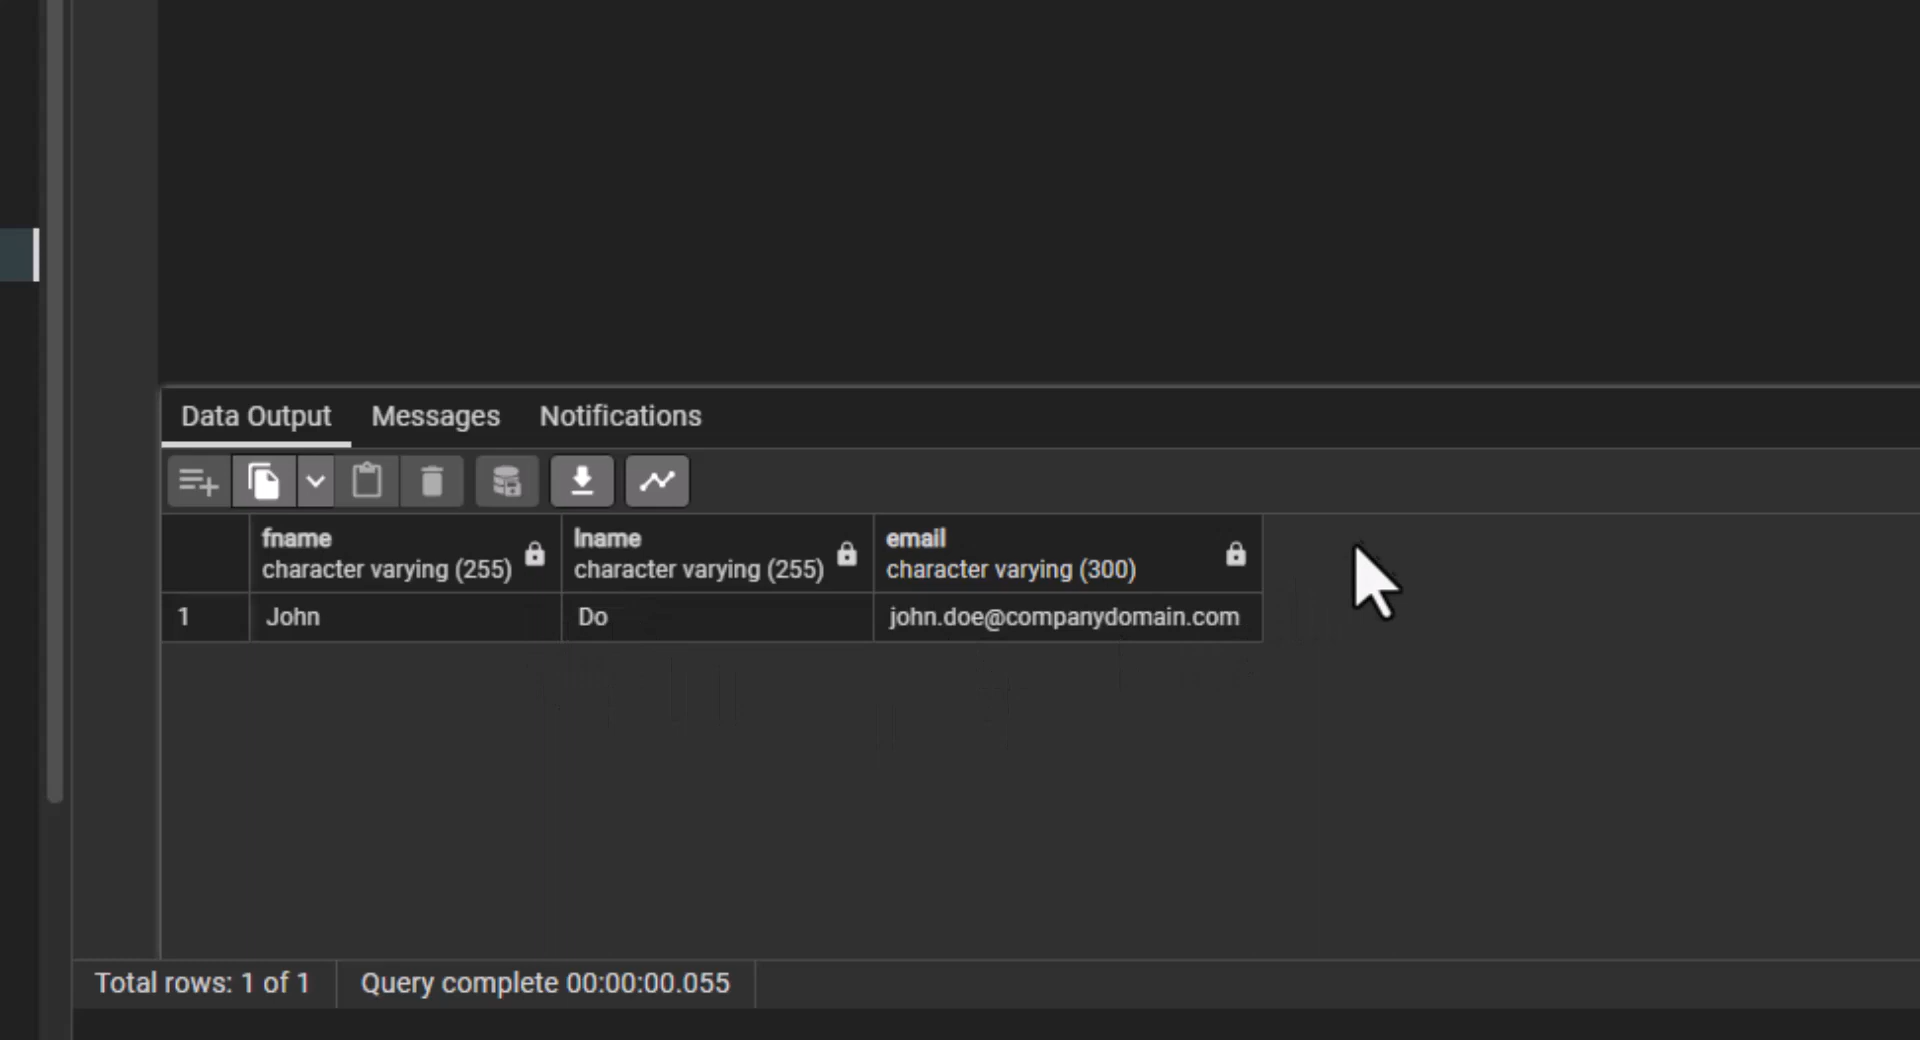 Data Output Messages Notifications
fname lname email
character varying (255) character varying (255) character varying (300)
1 John Do john.doe@companydomain.com
Total rows: 1 of 1 Query complete 00:00:00.055